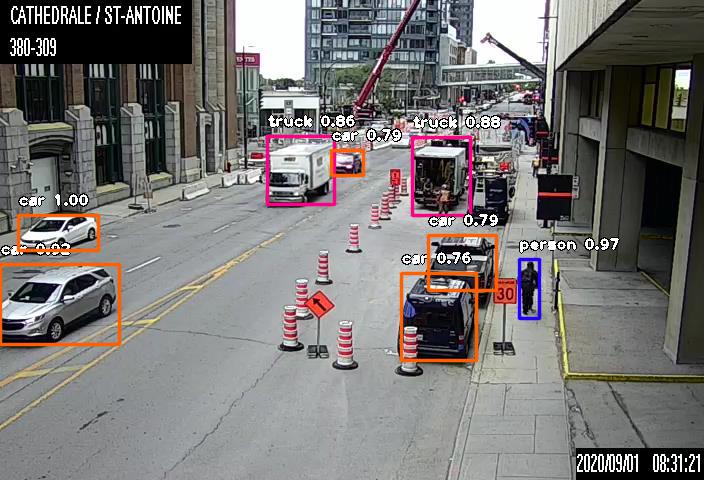 CATHEDRALE / ST-ANTOINE
380-309
truck 0.86
car 0.79
truck 0.88
car 1.00
car 0.92
car 0.79
car 0.76
person 0.97
30
2020/09/01 08:31:21